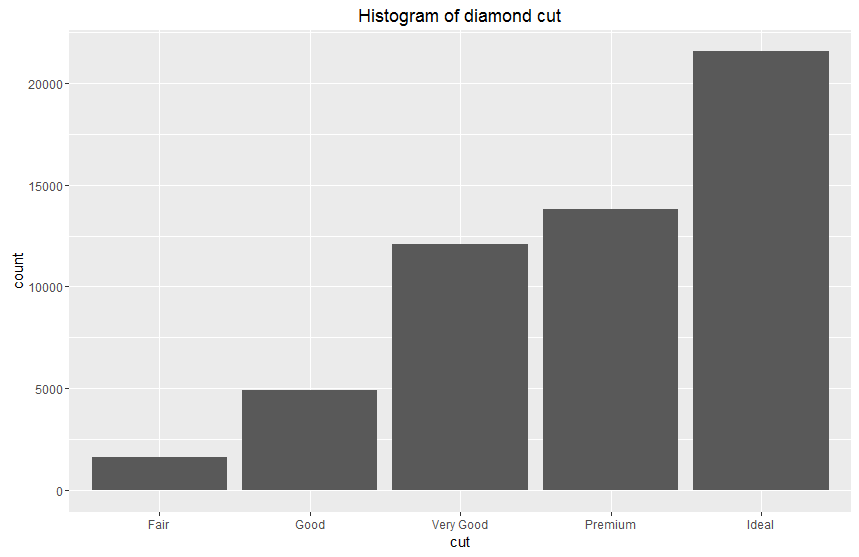 Histogram of diamond cut
20000
15000
10000
5000
0
count
Fair Good Very Good Premium Ideal
cut